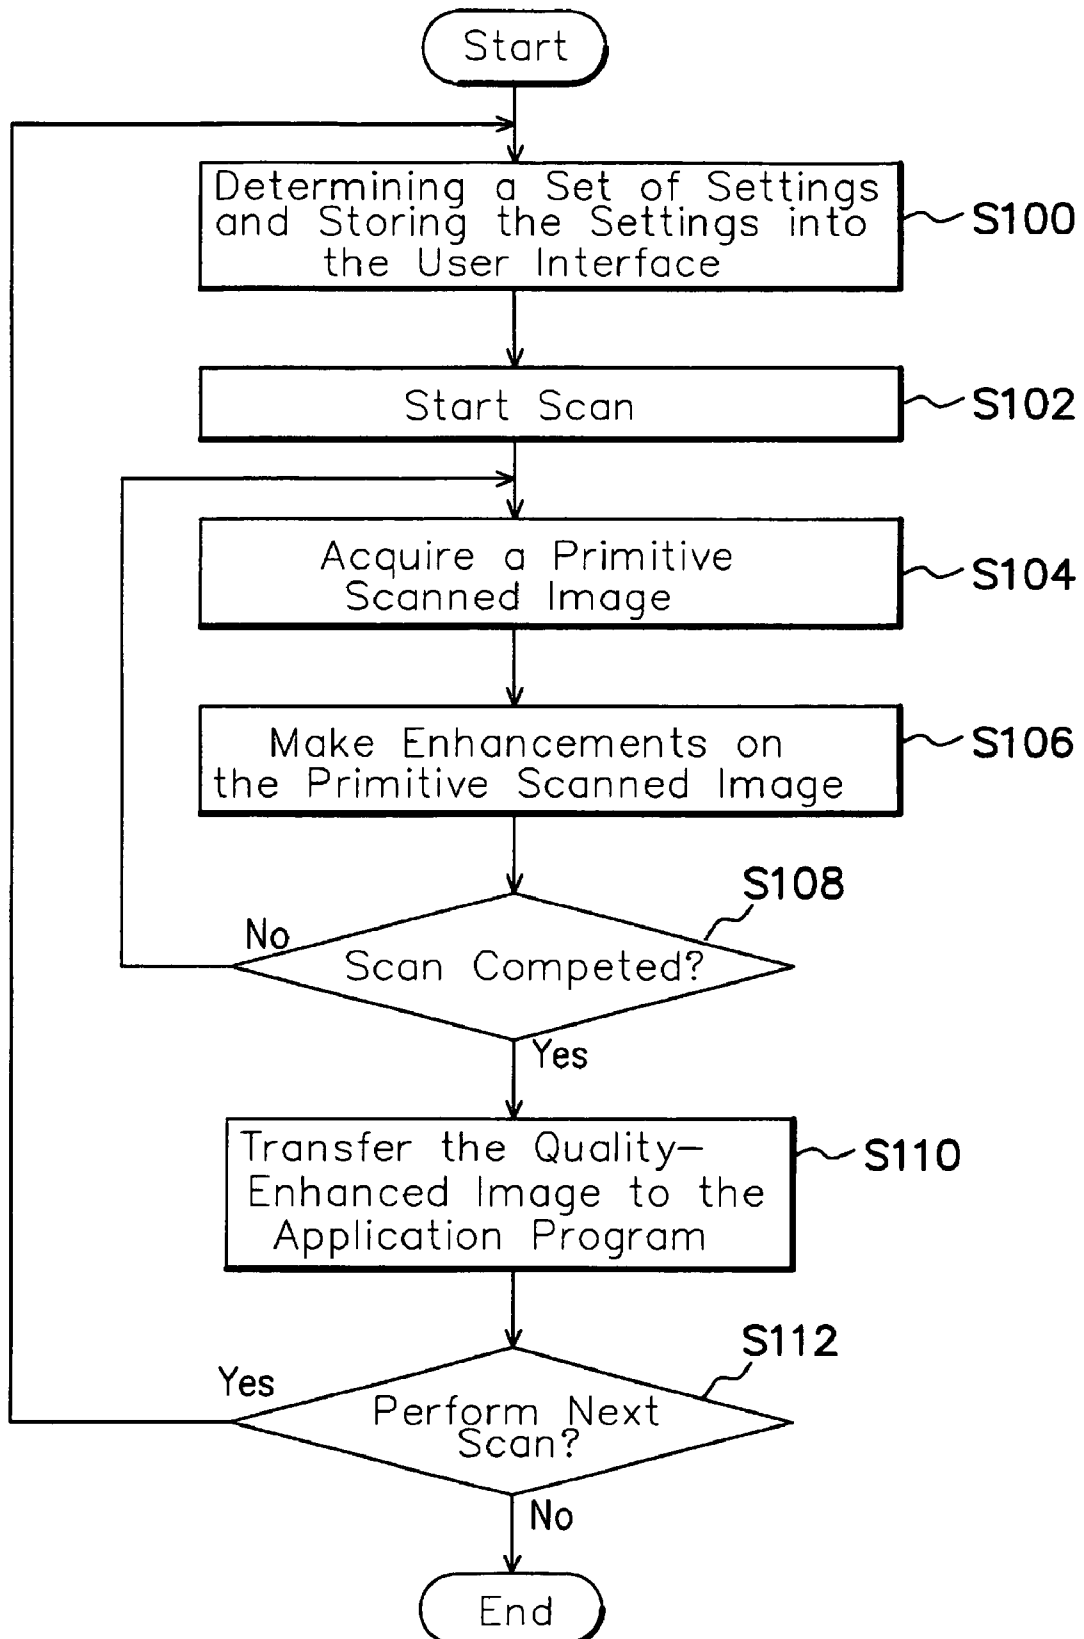 Start
Determining a Set of Settings
and Storing the Settings into
the User Interface
S100
Start Scan
S102
Acquire a Primitive
Scanned Image
S104
Make Enhancements on
the Primitive Scanned Image
S106
S108
No
Scan Competed?
Yes
Transfer the Quality-
Enhanced Image to the
Application Program
S110
S112
Yes
Perform Next
Scan?
No
End